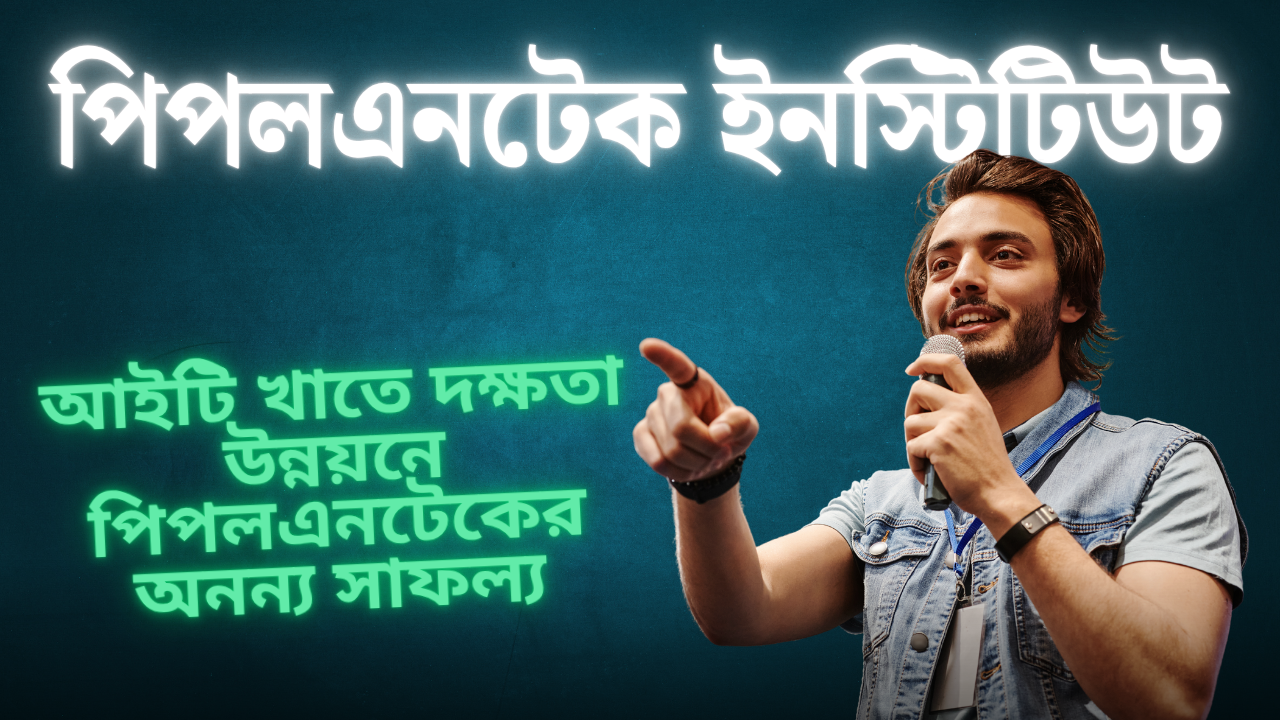 পিপলএনটেক ইনস্টিটিউট
আইটি খাতে দক্ষতা
উন্নয়নে
পিপলএনটেকের
অনন্য সাফল্য